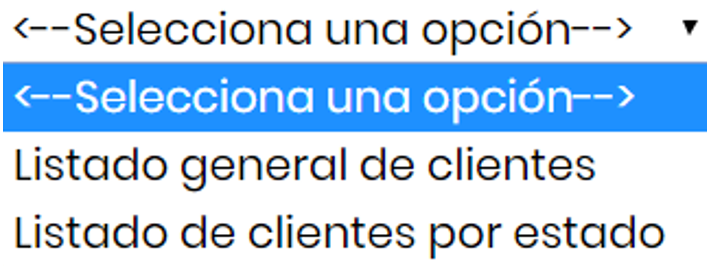 <--Selecciona una opción-->
<--Selecciona una opción-->
Listado general de clientes
Listado de clientes por estado